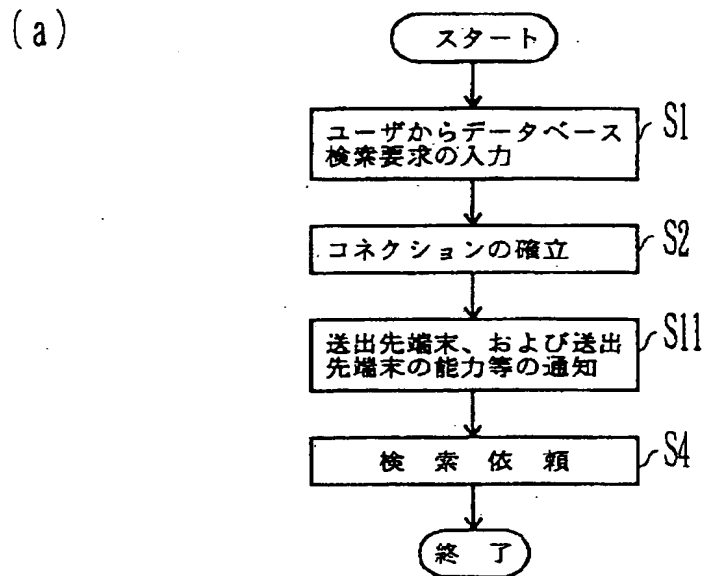 (a)
スタート
ユーザからデータベース
検索要求の入力
S1
コネクションの確立
S2
送出先端末、および送出
先端末の能力等の通知
S11
検索依頼
S4
終了